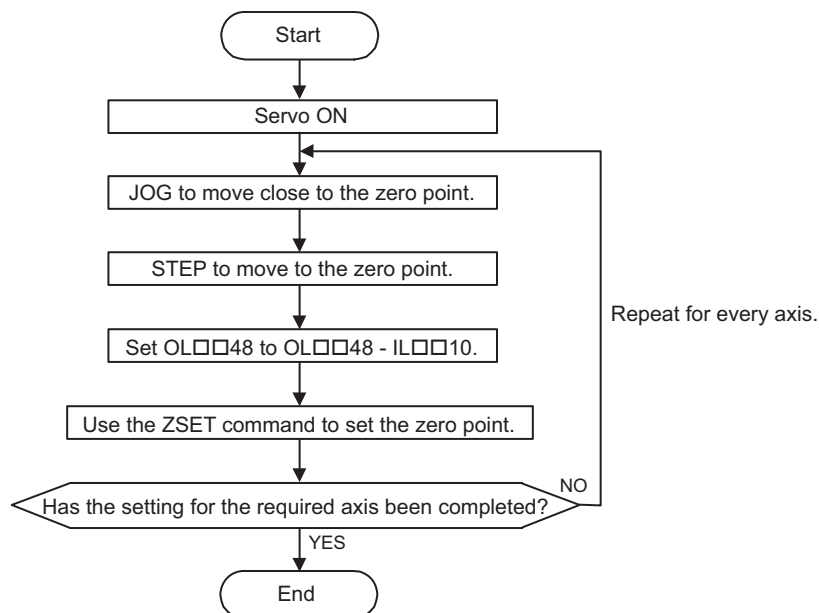 Start
Servo ON
JOG to move close to the zero point.
STEP to move to the zero point.
Repeat for every axis.
Set OL□□48 to OL□□48 - IL□□10.
Use the ZSET command to set the zero point.
Has the setting for the required axis been completed?
NO
YES
End